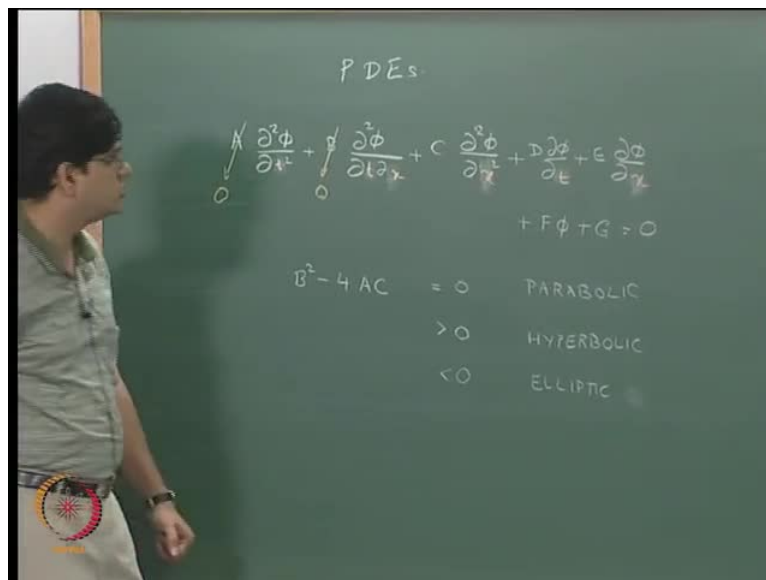 PDEs.
A ∂²φ/∂t² + B ∂²φ/∂t∂x + C ∂²φ/∂x² + D ∂φ/∂t + E ∂φ/∂x
0 0
+ Fφ + G = 0
B² - 4AC = 0 PARABOLIC
> 0 HYPERBOLIC
< 0 ELLIPTIC